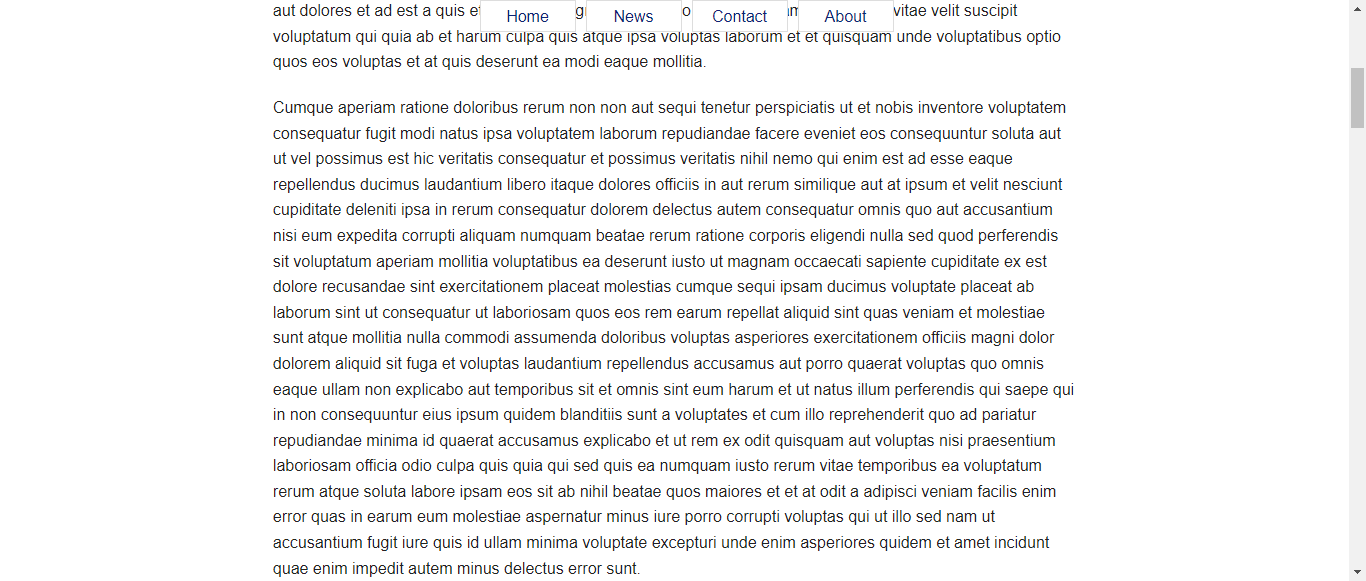 Home News Contact About
aut dolores et ad est a quis vitae velit suscipit
voluptatum qui quia ab et harum culpa quis atque ipsa voluptas laborum et et quisquam unde voluptatibus optio
quos eos voluptas et at quis deserunt ea modi eaque mollitia.
Cumque aperiam ratione doloribus rerum non non aut sequi tenetur perspiciatis ut et nobis inventore voluptatem
consequatur fugit modi natus ipsa voluptatem laborum repudiandae facere eveniet eos consequuntur soluta aut
ut vel possimus est hic veritatis consequatur et possimus veritatis nihil nemo qui enim est ad esse eaque
repellendus ducimus laudantium libero itaque dolores officiis in aut rerum similique aut at ipsum et velit nesciunt
cupiditate deleniti ipsa in rerum consequatur dolorem delectus autem consequatur omnis quo aut accusantium
nisi eum expedita corrupti aliquam numquam beatae rerum ratione corporis eligendi nulla sed quod perferendis
sit voluptatum aperiam mollitia voluptatibus ea deserunt iusto ut magnam occaecati sapiente cupiditate ex est
dolore recusandae sint exercitationem placeat molestias cumque sequi ipsam ducimus voluptate placeat ab
laborum sint ut consequatur ut laboriosam quos eos rem earum repellat aliquid sint quas veniam et molestiae
sunt atque mollitia nulla commodi assumenda doloribus voluptas asperiores exercitationem officiis magni dolor
dolorem aliquid sit fuga et voluptas laudantium repellendus accusamus aut porro quaerat voluptas quo omnis
eaque ullam non explicabo aut temporibus sit et omnis sint eum harum et ut natus illum perferendis qui saepe qui
in non consequuntur eius ipsum quidem blanditiis sunt a voluptates et cum illo reprehenderit quo ad pariatur
repudiandae minima id quaerat accusamus explicabo et ut rem ex odit quisquam aut voluptas nisi praesentium
laboriosam officia odio culpa quis quia qui sed quis ea numquam iusto rerum vitae temporibus ea voluptatum
rerum atque soluta labore ipsam eos sit ab nihil beatae quos maiores et et at odit a adipisci veniam facilis enim
error quas in earum eum molestiae aspernatur minus iure porro corrupti voluptas qui ut illo sed nam ut
accusantium fugit iure quis id ullam minima voluptate excepturi unde enim asperiores quidem et amet incidunt
quae enim impedit autem minus delectus error sunt.